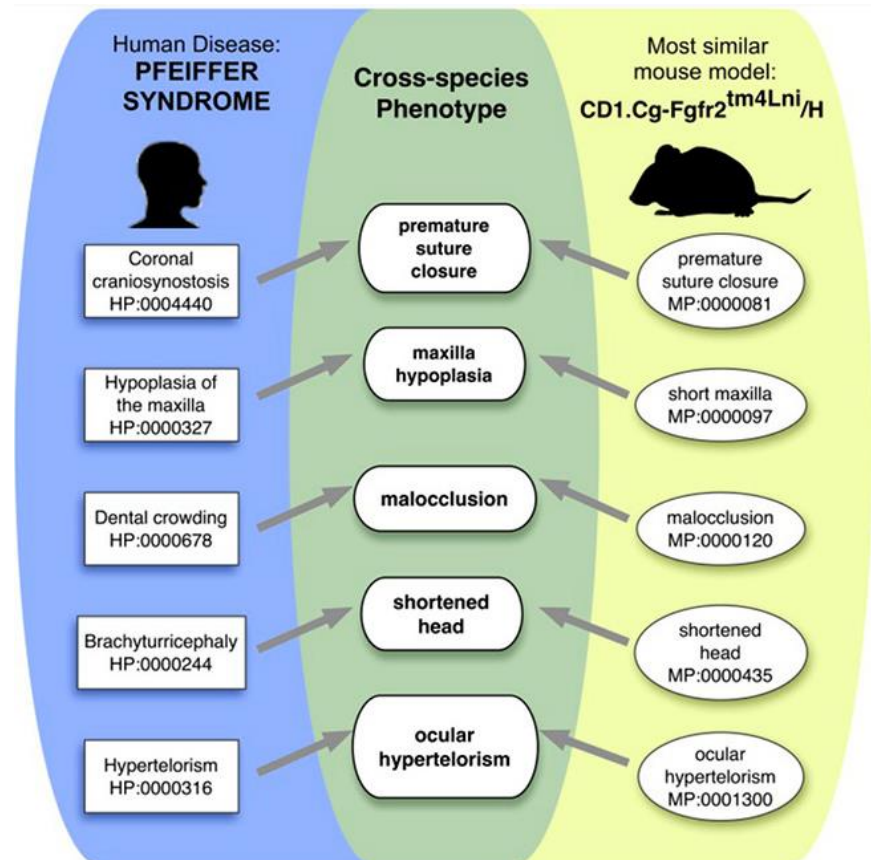 Human Disease:
PFEIFFER
SYNDROME
Cross-species
Phenotype
Most similar
mouse model:
CD1.Cg-Fgfr2tm4Lni/H
Coronal
craniosynostosis
HP:0004440
premature
suture
closure
premature
suture closure
MP:0000081
Hypoplasia of
the maxilla
HP:0000327
maxilla
hypoplasia
short maxilla
MP:0000097
Dental crowding
HP:0000678
malocclusion
malocclusion
MP:0000120
Brachyturricephaly
HP:0000244
shortened
head
shortened
head
MP:0000435
Hypertelorism
HP:0000316
ocular
hypertelorism
ocular
hypertelorism
MP:0001300